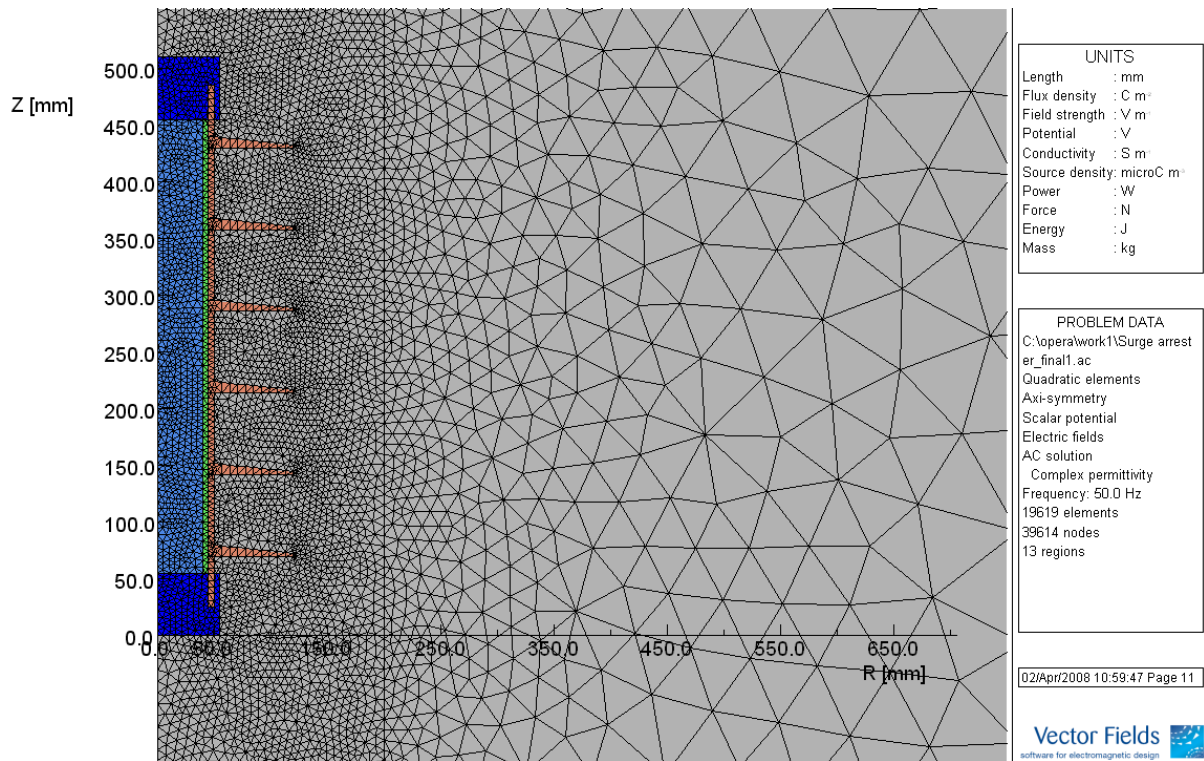 500.0
Z [mm]
450.0
400.0
350.0
300.0
250.0
200.0
150.0
100.0
50.0
0.0
0.0 50.0 150.0 250.0 350.0 450.0 550.0 650.0
R [mm]
UNITS
Length : mm
Flux density : C m
Field strength : V m
Potential : V
Conductivity : S m
Source density: microC m
Power : W
Force : N
Energy : J
Mass : kg
PROBLEM DATA
C:\opera\work1\Surge arrest
er_final1.ac
Quadratic elements
Axi-symmetry
Scalar potential
Electric fields
AC solution
Complex permittivity
Frequency: 50.0 Hz
19619 elements
39614 nodes
13 regions
02/Apr/2008 10:59:47 Page 11
Vector Fields
software for electromagnetic design